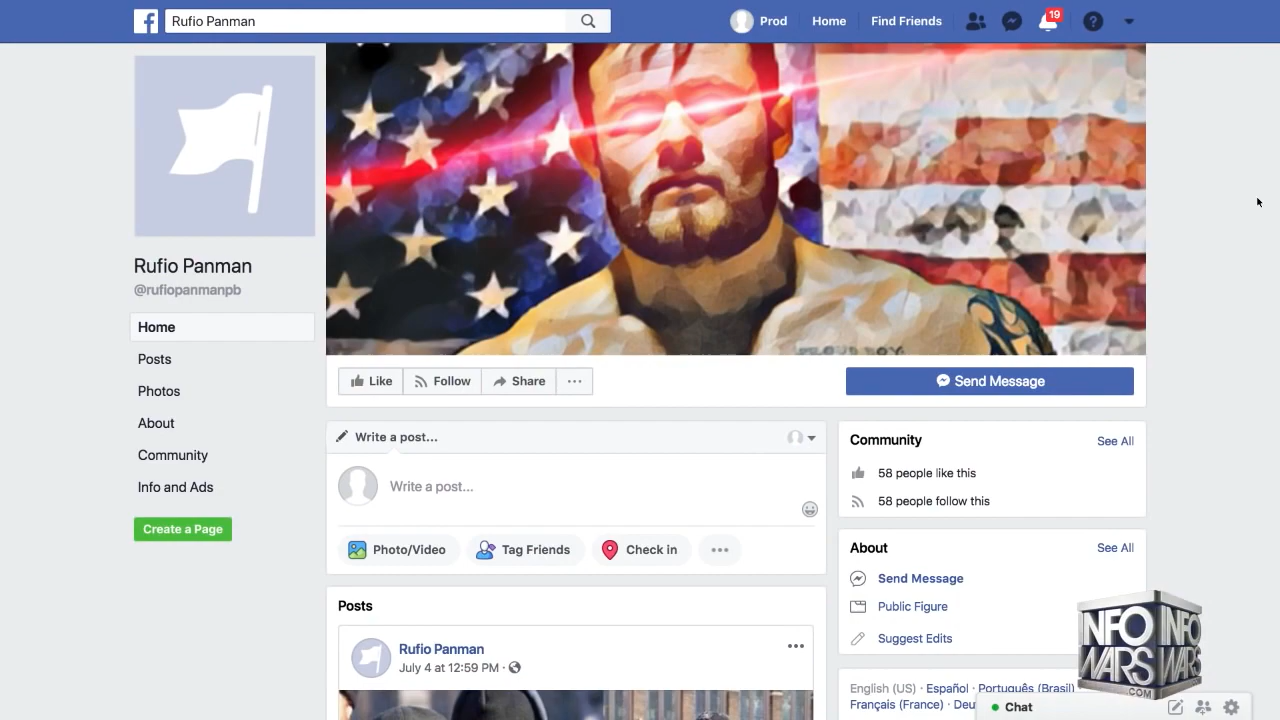 Rufio Panman
Prod
Home
Find Friends
19
Rufio Panman
@rufiopanmanpb
Home
Posts
Photos
About
Community
Info and Ads
Create a Page
PROUD BOY
Like
Follow
Share
Send Message
Write a post...
Write a post...
Photo/Video
Tag Friends
Check in
Posts
Rufio Panman
July 4 at 12:59 PM
Community
See All
58 people like this
58 people follow this
About
See All
Send Message
Public Figure
Suggest Edits
English (US) · Español · Português (Brasil)
Français (France) · Deu
Chat
INFO
WARS
INFO
WARS
.COM